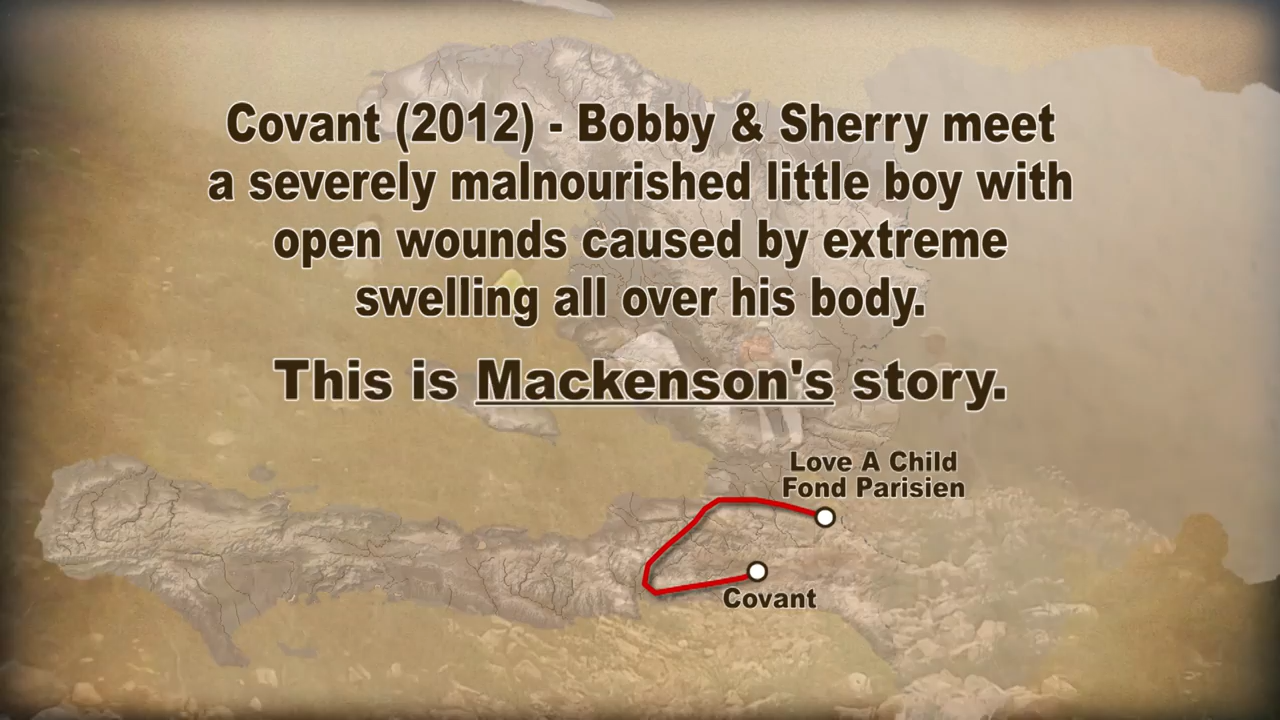 Covant (2012) - Bobby & Sherry meet
a severely malnourished little boy with
open wounds caused by extreme
swelling all over his body.
This is Mackenson's story.
Love A Child
Fond Parisien
Covant